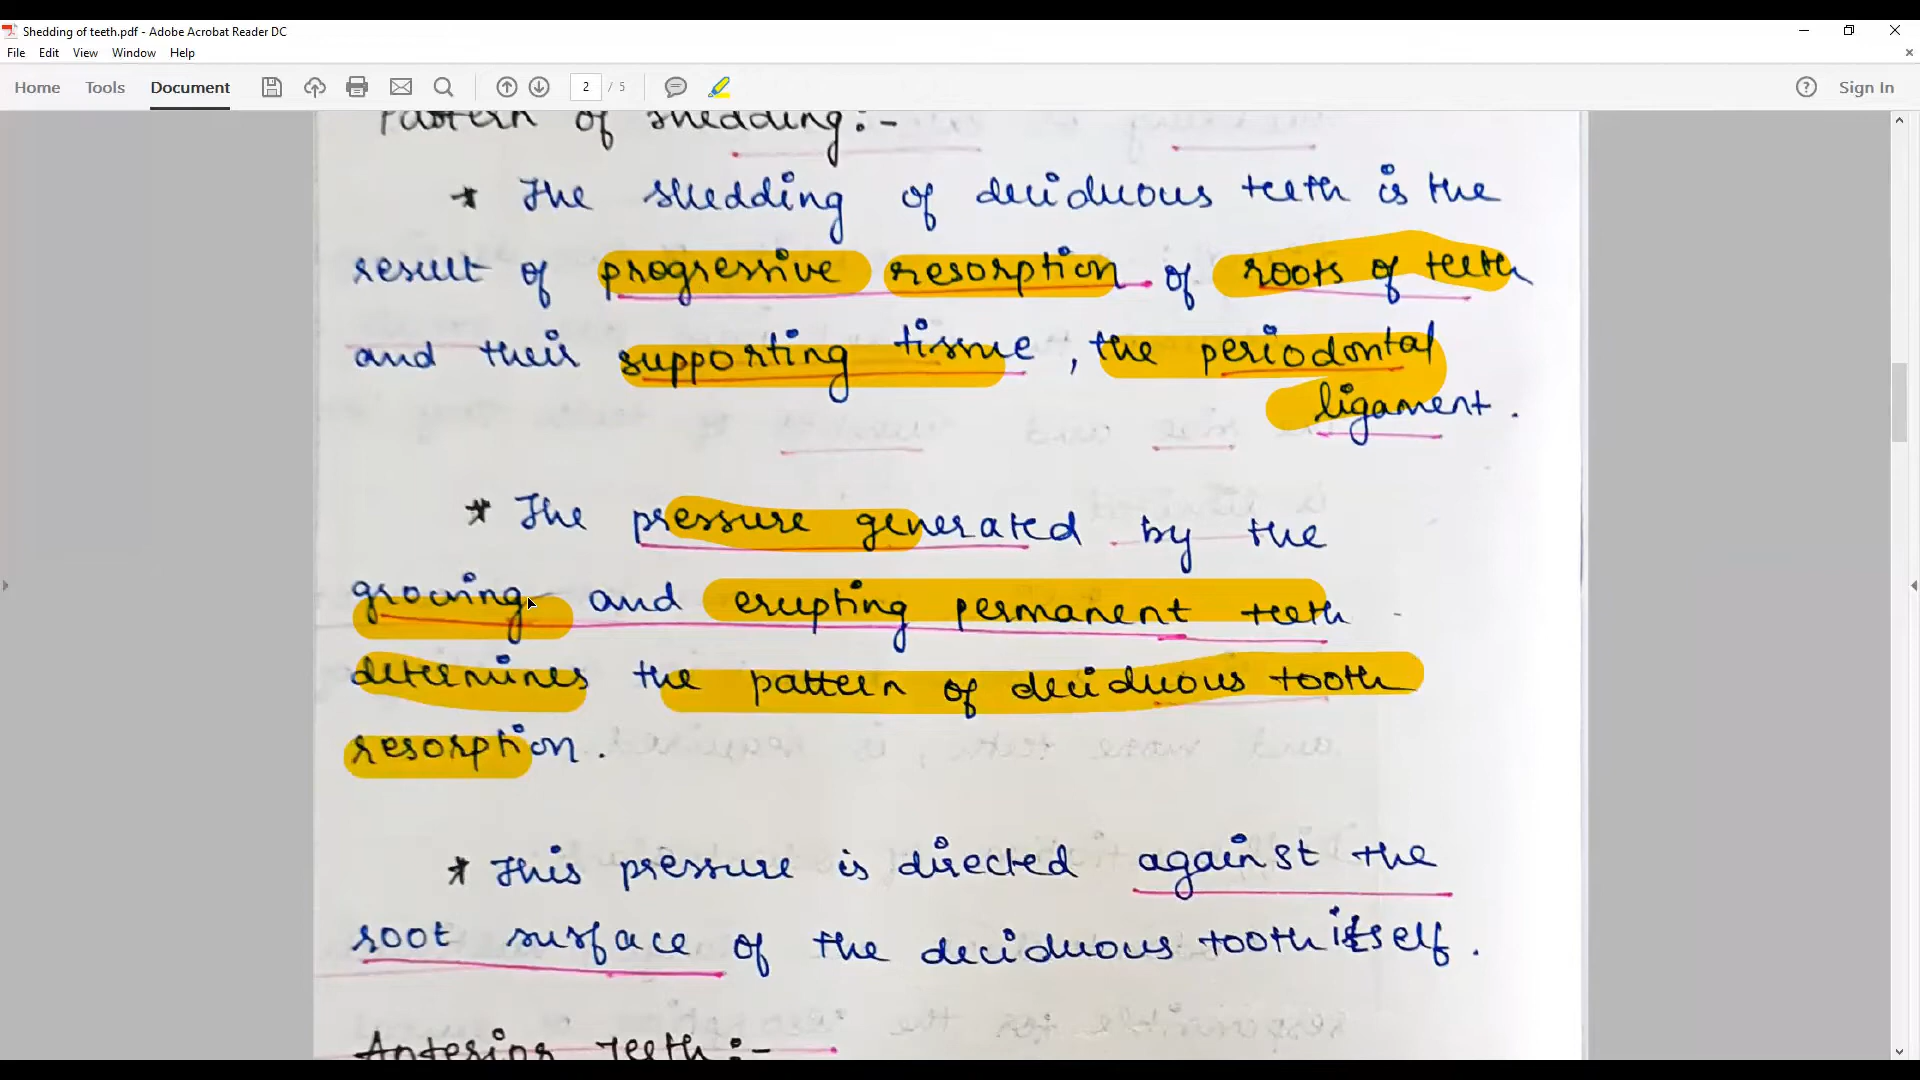 Shedding of teeth.pdf - Adobe Acrobat Reader DC
File Edit View Window Help
Home Tools Document 2 / 5 Sign In
Pattern of shedding:-
* The shedding of deciduous teeth is the
result of progressive resorption of roots of teeth
and their supporting tissue, the periodontal
ligament.
* The pressure generated by the
growing and erupting permanent teeth
determines the pattern of deciduous tooth
resorption.
* This pressure is directed against the
root surface of the deciduous tooth itself.
Anterior teeth:-